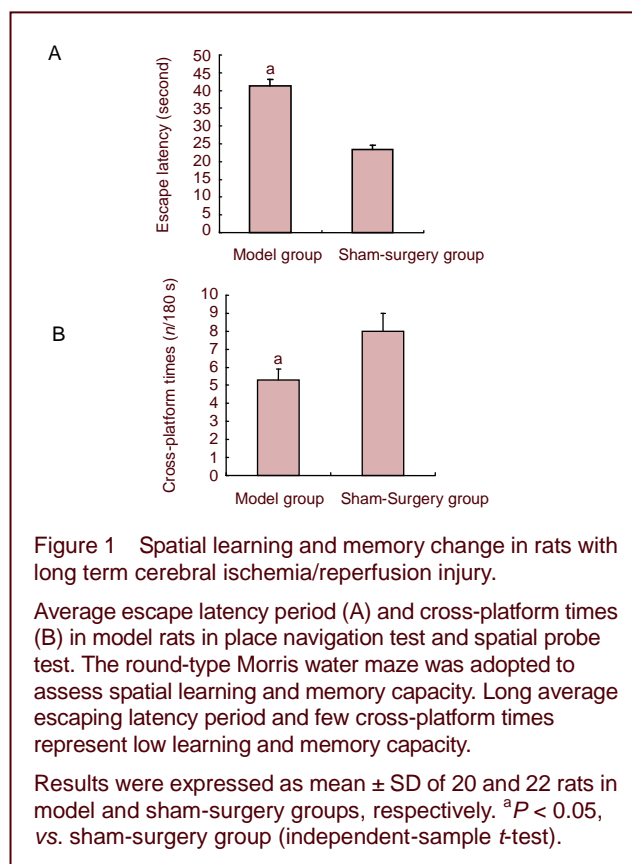 A
Escape latency (second)
50
45
40
35
30
25
20
15
10
5
0
a
Model group Sham-surgery group
B
Cross-platform times (n/180 s)
10
9
8
7
6
5
4
3
2
1
0
a
Model group Sham-Surgery group
Figure 1 Spatial learning and memory change in rats with
long term cerebral ischemia/reperfusion injury.
Average escape latency period (A) and cross-platform times
(B) in model rats in place navigation test and spatial probe
test. The round-type Morris water maze was adopted to
assess spatial learning and memory capacity. Long average
escaping latency period and few cross-platform times
represent low learning and memory capacity.
Results were expressed as mean ± SD of 20 and 22 rats in
model and sham-surgery groups, respectively. aP < 0.05,
vs. sham-surgery group (independent-sample t-test).